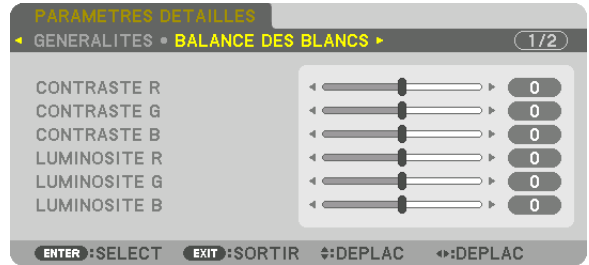 PARAMETRES DETAILLES
GENERALITES • BALANCE DES BLANCS 1/2
CONTRASTE R 0
CONTRASTE G 0
CONTRASTE B 0
LUMINOSITE R 0
LUMINOSITE G 0
LUMINOSITE B 0
ENTER :SELECT EXIT :SORTIR :DEPLAC :DEPLAC